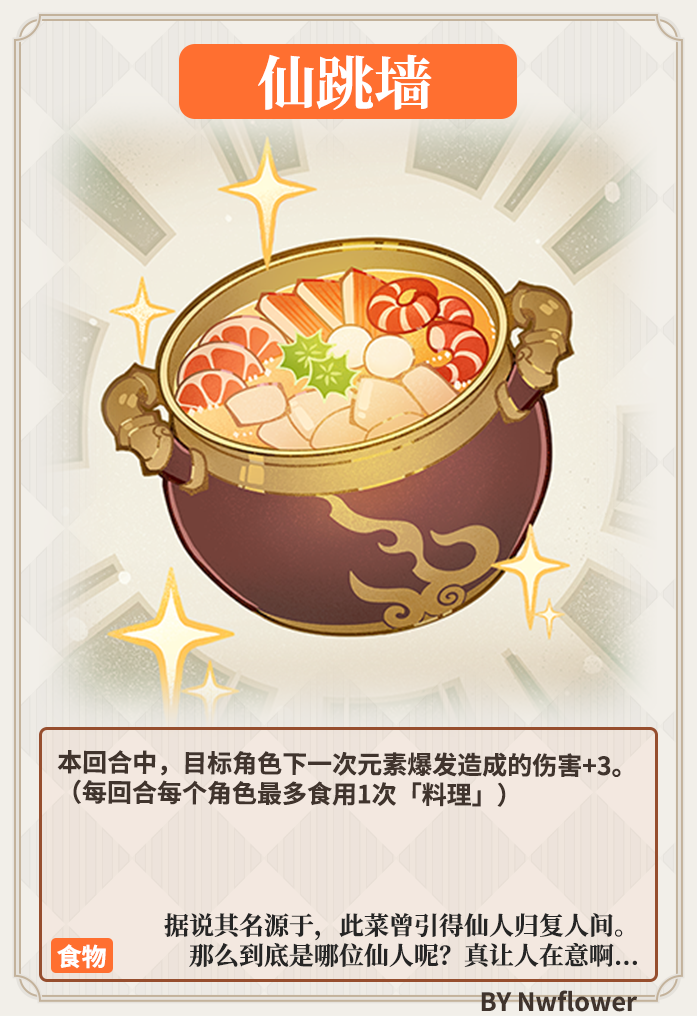 仙跳墙
本回合中，目标角色下一次元素爆发造成的伤害+3。
（每回合每个角色最多食用1次「料理」）
据说其名源于，此菜曾引得仙人归复人间。
那么到底是哪位仙人呢？真让人在意啊...
食物
BY Nwflower